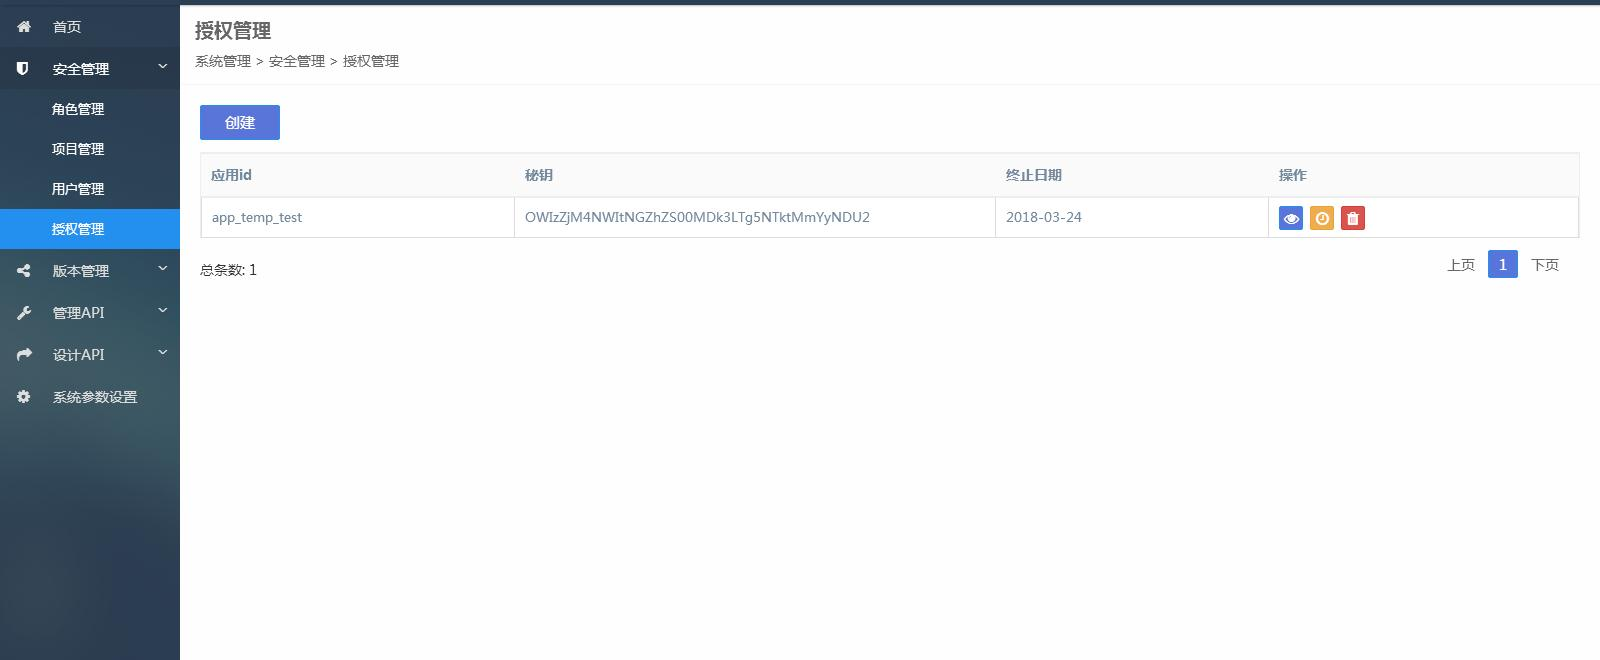 首页
安全管理
角色管理
项目管理
用户管理
授权管理
版本管理
管理API
设计API
系统参数设置
授权管理
系统管理 > 安全管理 > 授权管理
创建
应用id 秘钥 终止日期 操作
app_temp_test OWIzZjM4NWItNGZhZS00MDk3LTg5NTktMmYyNDU2 2018-03-24
总条数: 1
上页 1 下页